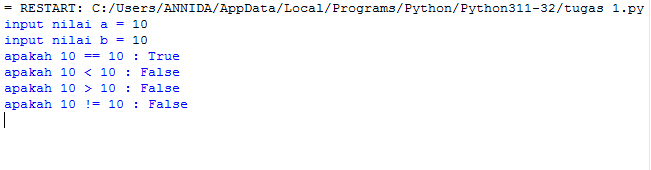 = RESTART: C:/Users/ANNIDA/AppData/Local/Programs/Python/Python311-32/tugas 1.py
input nilai a = 10
input nilai b = 10
apakah 10 == 10 : True
apakah 10 < 10 : False
apakah 10 > 10 : False
apakah 10 != 10 : False